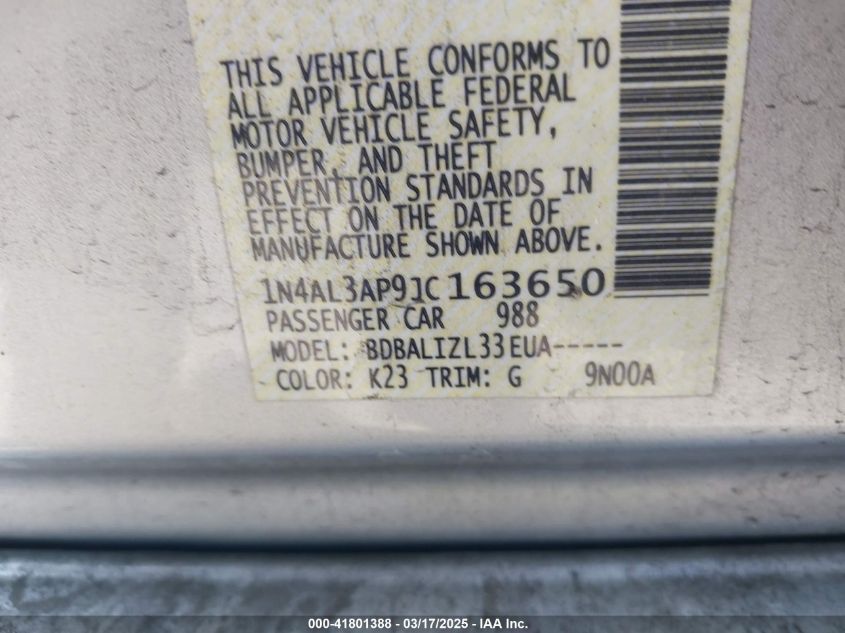 THIS VEHICLE CONFORMS TO
ALL APPLICABLE FEDERAL
MOTOR VEHICLE SAFETY,
BUMPER, AND THEFT
PREVENTION STANDARDS IN
EFFECT ON THE DATE OF
MANUFACTURE SHOWN ABOVE.
1N4AL3AP9JC163650
PASSENGER CAR 988
MODEL: BDBALIZL33EUA-----
COLOR: K23 TRIM: G 9N00A
000-41801388 - 03/17/2025 - IAAI Inc.